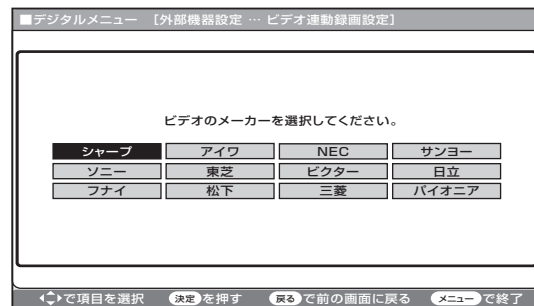 ■デジタルメニュー [外部機器設定 … ビデオ連動録画設定]
ビデオのメーカーを選択してください。
シャープ アイワ NEC サンヨー
ソニー 東芝 ビクター 日立
フナイ 松下 三菱 パイオニア
で項目を選択 決定を押す 戻るで前の画面に戻る メニューで終了